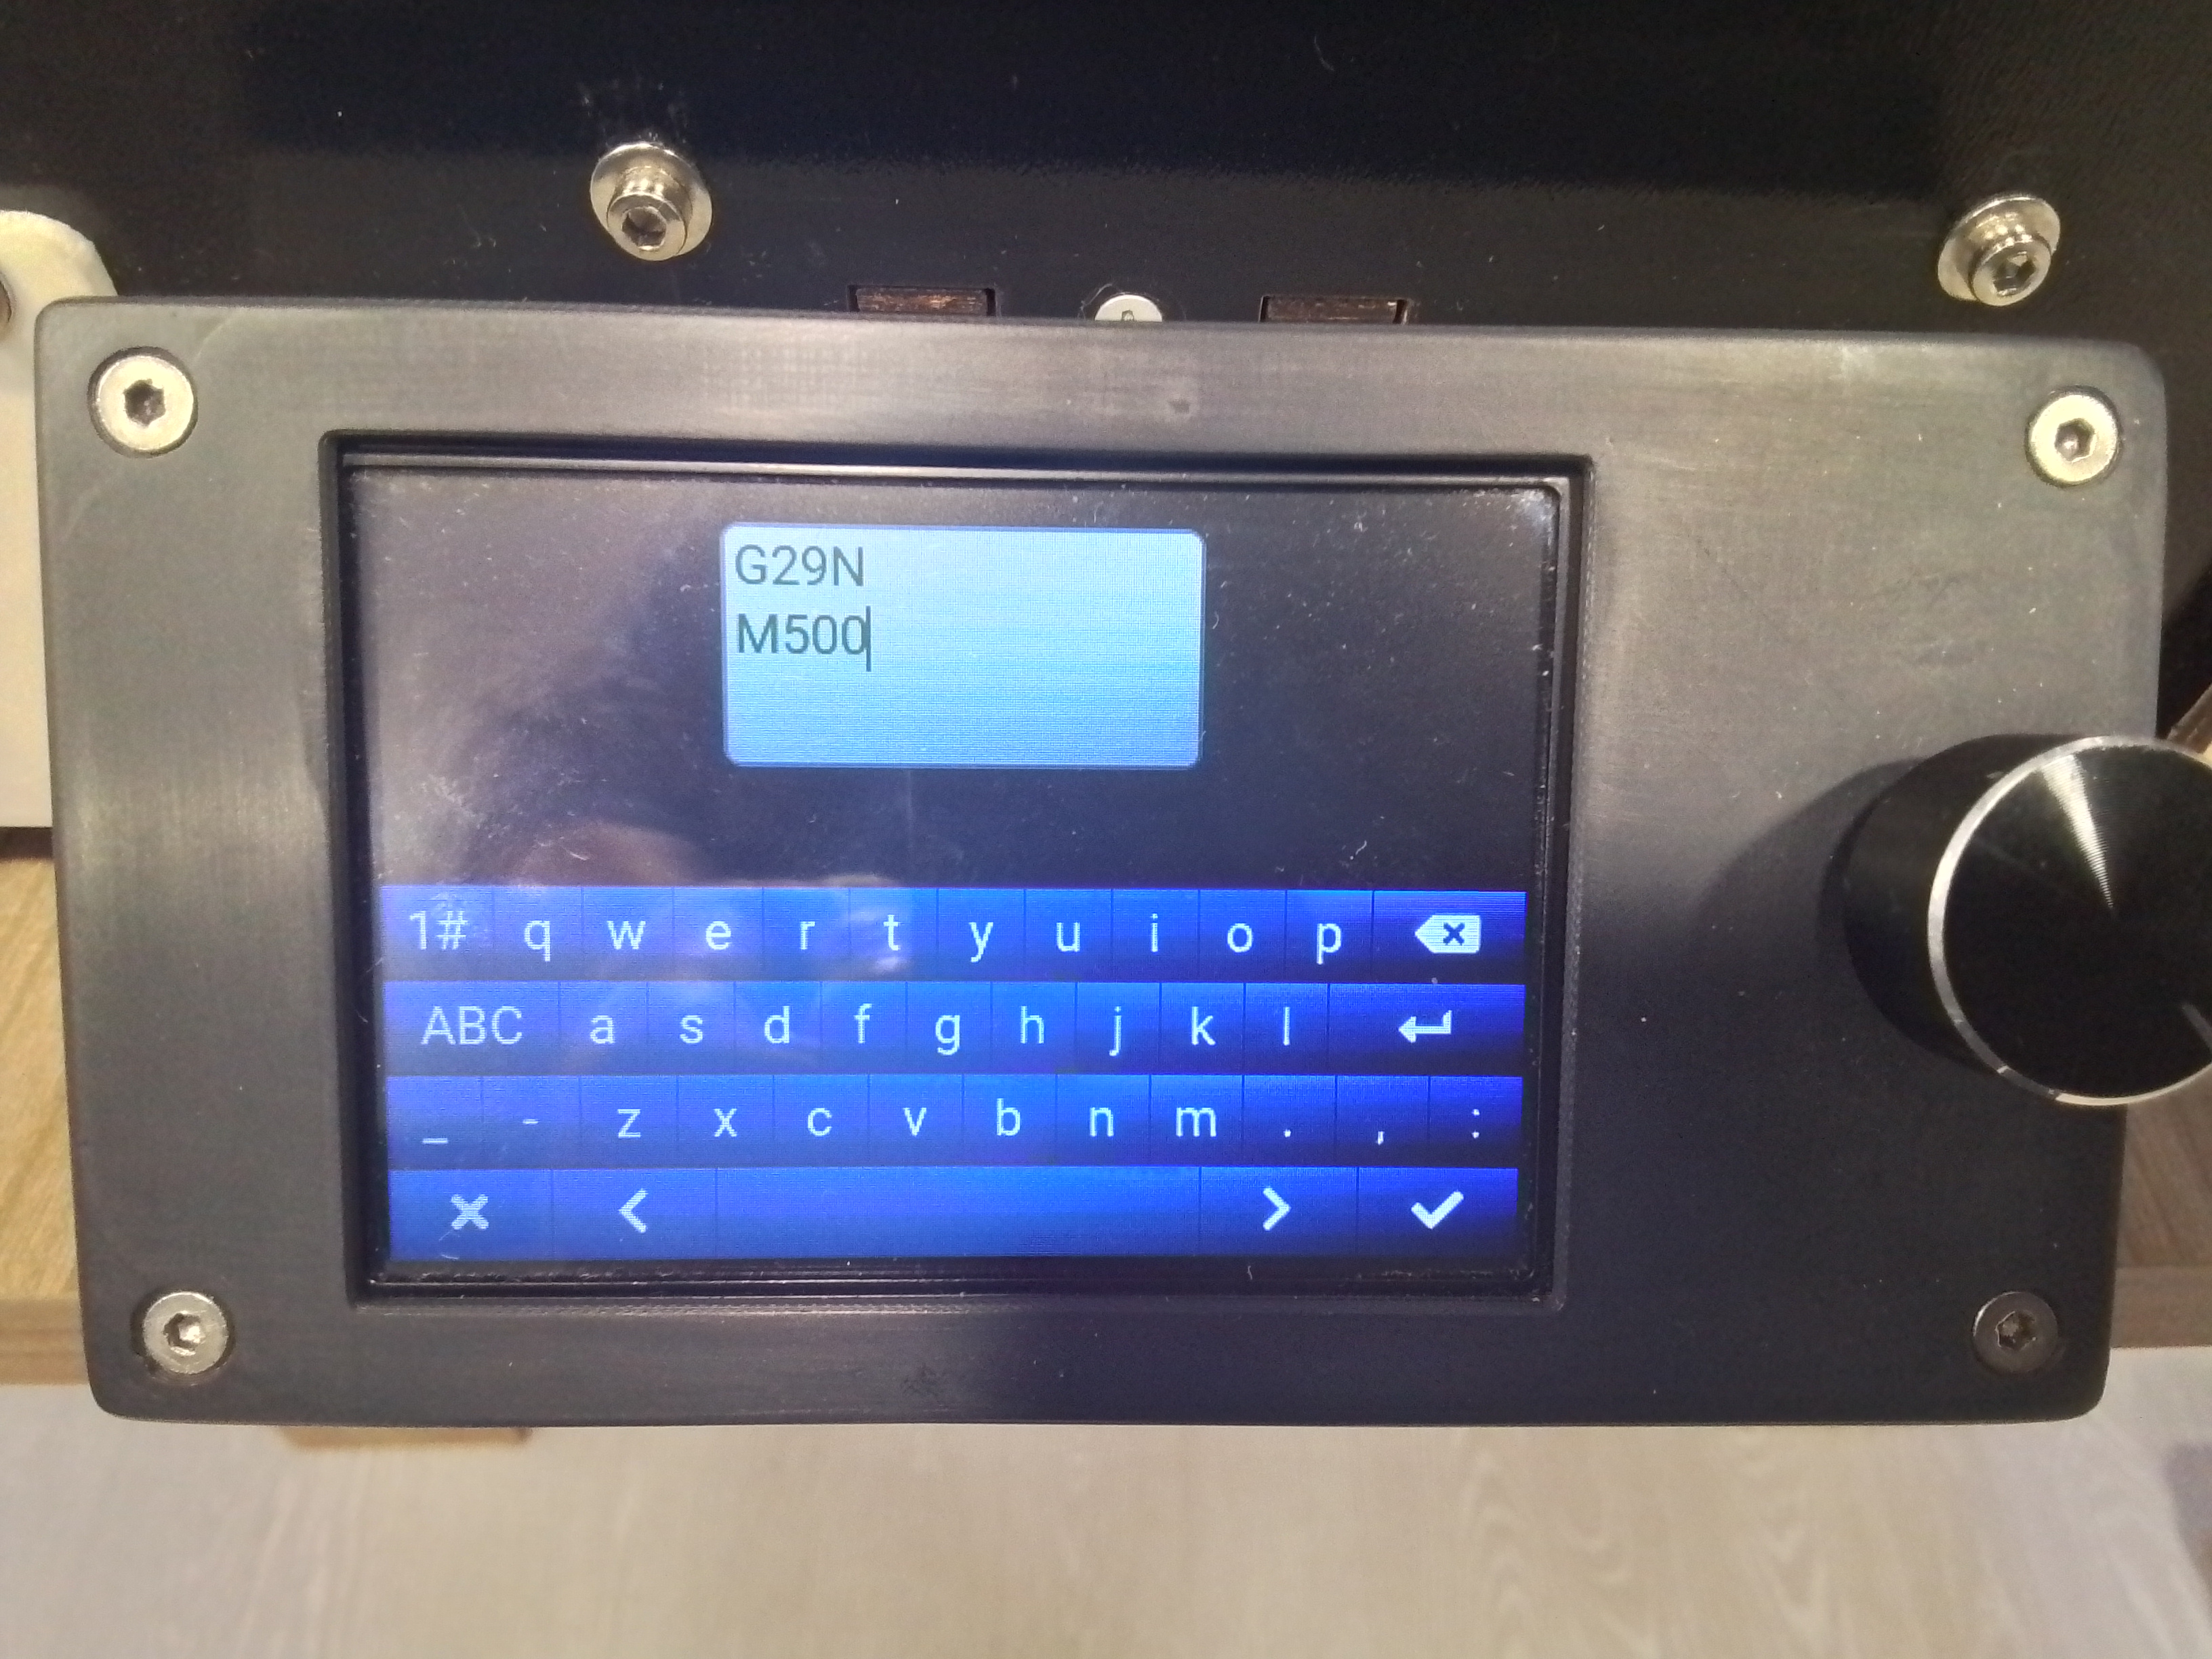 G29N
M500
1# q w e r t y u i o p
ABC a s d f g h j k l
_ - z x c v b n m . , :